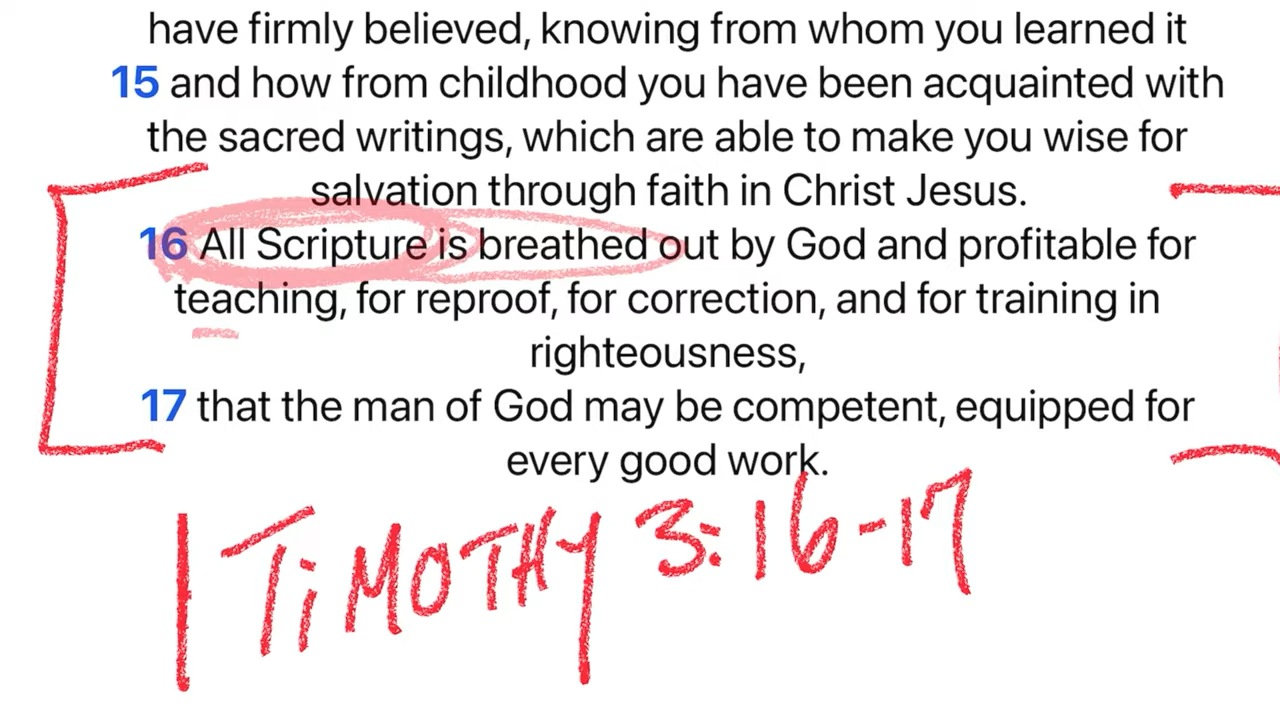 have firmly believed, knowing from whom you learned it
15 and how from childhood you have been acquainted with
the sacred writings, which are able to make you wise for
salvation through faith in Christ Jesus.
16 All Scripture is breathed out by God and profitable for
teaching, for reproof, for correction, and for training in
righteousness,
17 that the man of God may be competent, equipped for
every good work.
1 TiMOTHY 3:16-17